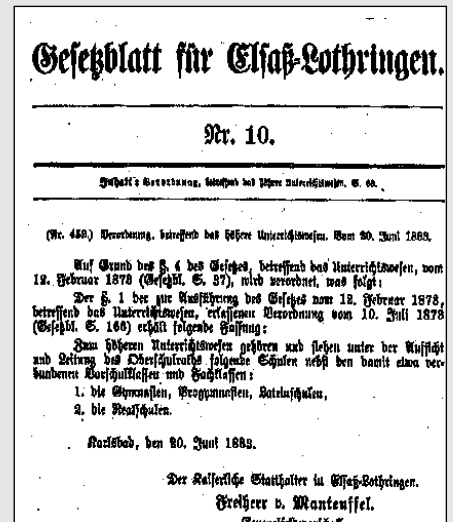 Gesetzblatt für Elsaß-Lothringen.
Nr. 10.
Inhalt: Verordnung, betreffend das höhere Unterrichtswesen. S. 69.
(Nr. 453.) Verordnung, betreffend das höhere Unterrichtswesen. Vom 20. Juni 1883.
Auf Grund des §. 4 des Gesetzes, betreffend das Unterrichtswesen, vom
12. Februar 1873 (Gesetzbl. S. 37), wird verordnet, was folgt:
Der §. 1 der zur Ausführung des Gesetzes vom 12. Februar 1873,
betreffend das Unterrichtswesen, erlassenen Verordnung vom 10. Juli 1873
(Gesetzbl. S. 166) erhält folgende Fassung:
Zum höheren Unterrichtswesen gehören und stehen unter der Aufsicht
und Leitung des Oberschulraths folgende Schulen nebst den damit etwa ver-
bundenen Vorschulklassen und Fachklassen:
1. die Gymnasien, Progymnasien, Lateinschulen,
2. die Realschulen.
Karlsbad, den 20. Juni 1883.
Der Kaiserliche Statthalter in Elsaß-Lothringen.
Freiherr v. Manteuffel.